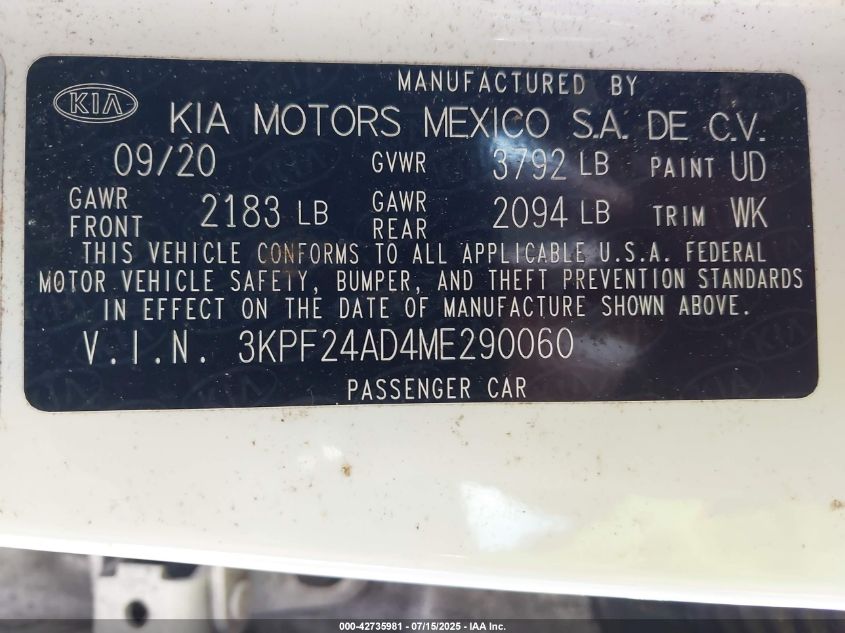 MANUFACTURED BY
KIA KIA MOTORS MEXICO S.A. DE C.V.
09/20 GVWR 3792 LB PAINT UD
GAWR FRONT 2183 LB GAWR REAR 2094 LB TRIM WK
THIS VEHICLE CONFORMS TO ALL APPLICABLE U.S.A. FEDERAL
MOTOR VEHICLE SAFETY, BUMPER, AND THEFT PREVENTION STANDARDS
IN EFFECT ON THE DATE OF MANUFACTURE SHOWN ABOVE.
V.I.N. 3KPF24AD4ME290060
PASSENGER CAR
000-42735981 - 07/15/2025 - IAA Inc.